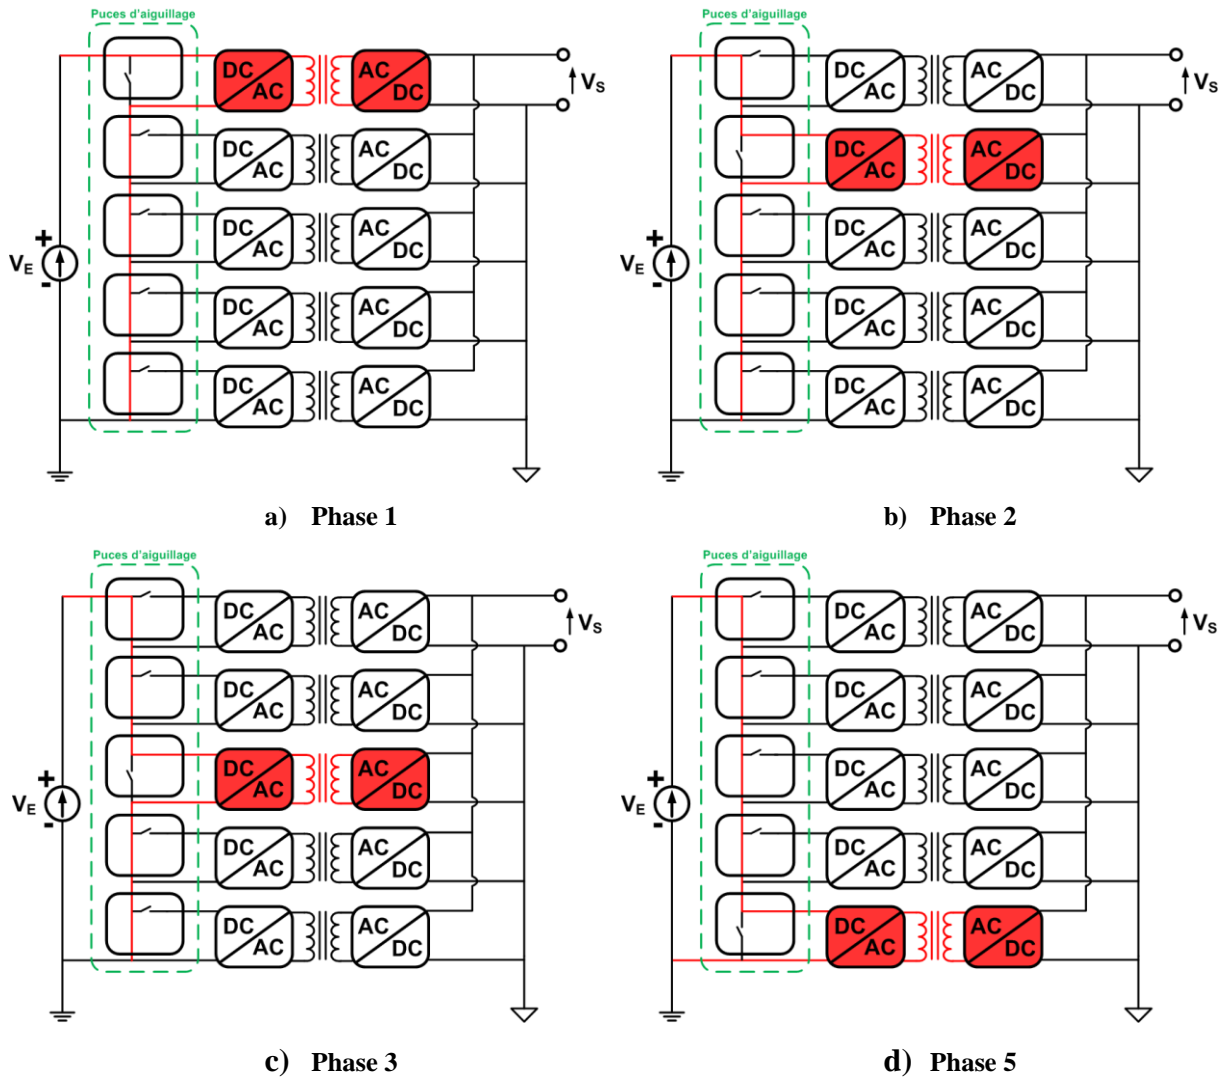 Puces d'aiguillage
DC AC AC DC
DC AC AC DC
DC AC AC DC
DC AC AC DC
DC AC AC DC
+
VE
-
VS
a) Phase 1
Puces d'aiguillage
DC AC AC DC
DC AC AC DC
DC AC AC DC
DC AC AC DC
DC AC AC DC
+
VE
-
VS
b) Phase 2
Puces d'aiguillage
DC AC AC DC
DC AC AC DC
DC AC AC DC
DC AC AC DC
DC AC AC DC
+
VE
-
VS
c) Phase 3
Puces d'aiguillage
DC AC AC DC
DC AC AC DC
DC AC AC DC
DC AC AC DC
DC AC AC DC
+
VE
-
VS
d) Phase 5